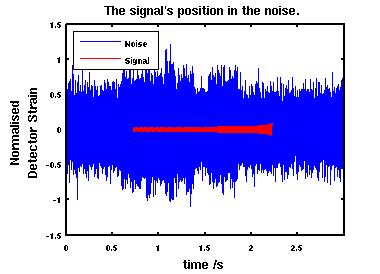 The signal's position in the noise.
1.5
Noise
Signal
1
0.5
0
-0.5
-1
-1.5
Normalised
Detector Strain
0 0.5 1 1.5 2 2.5
time /s